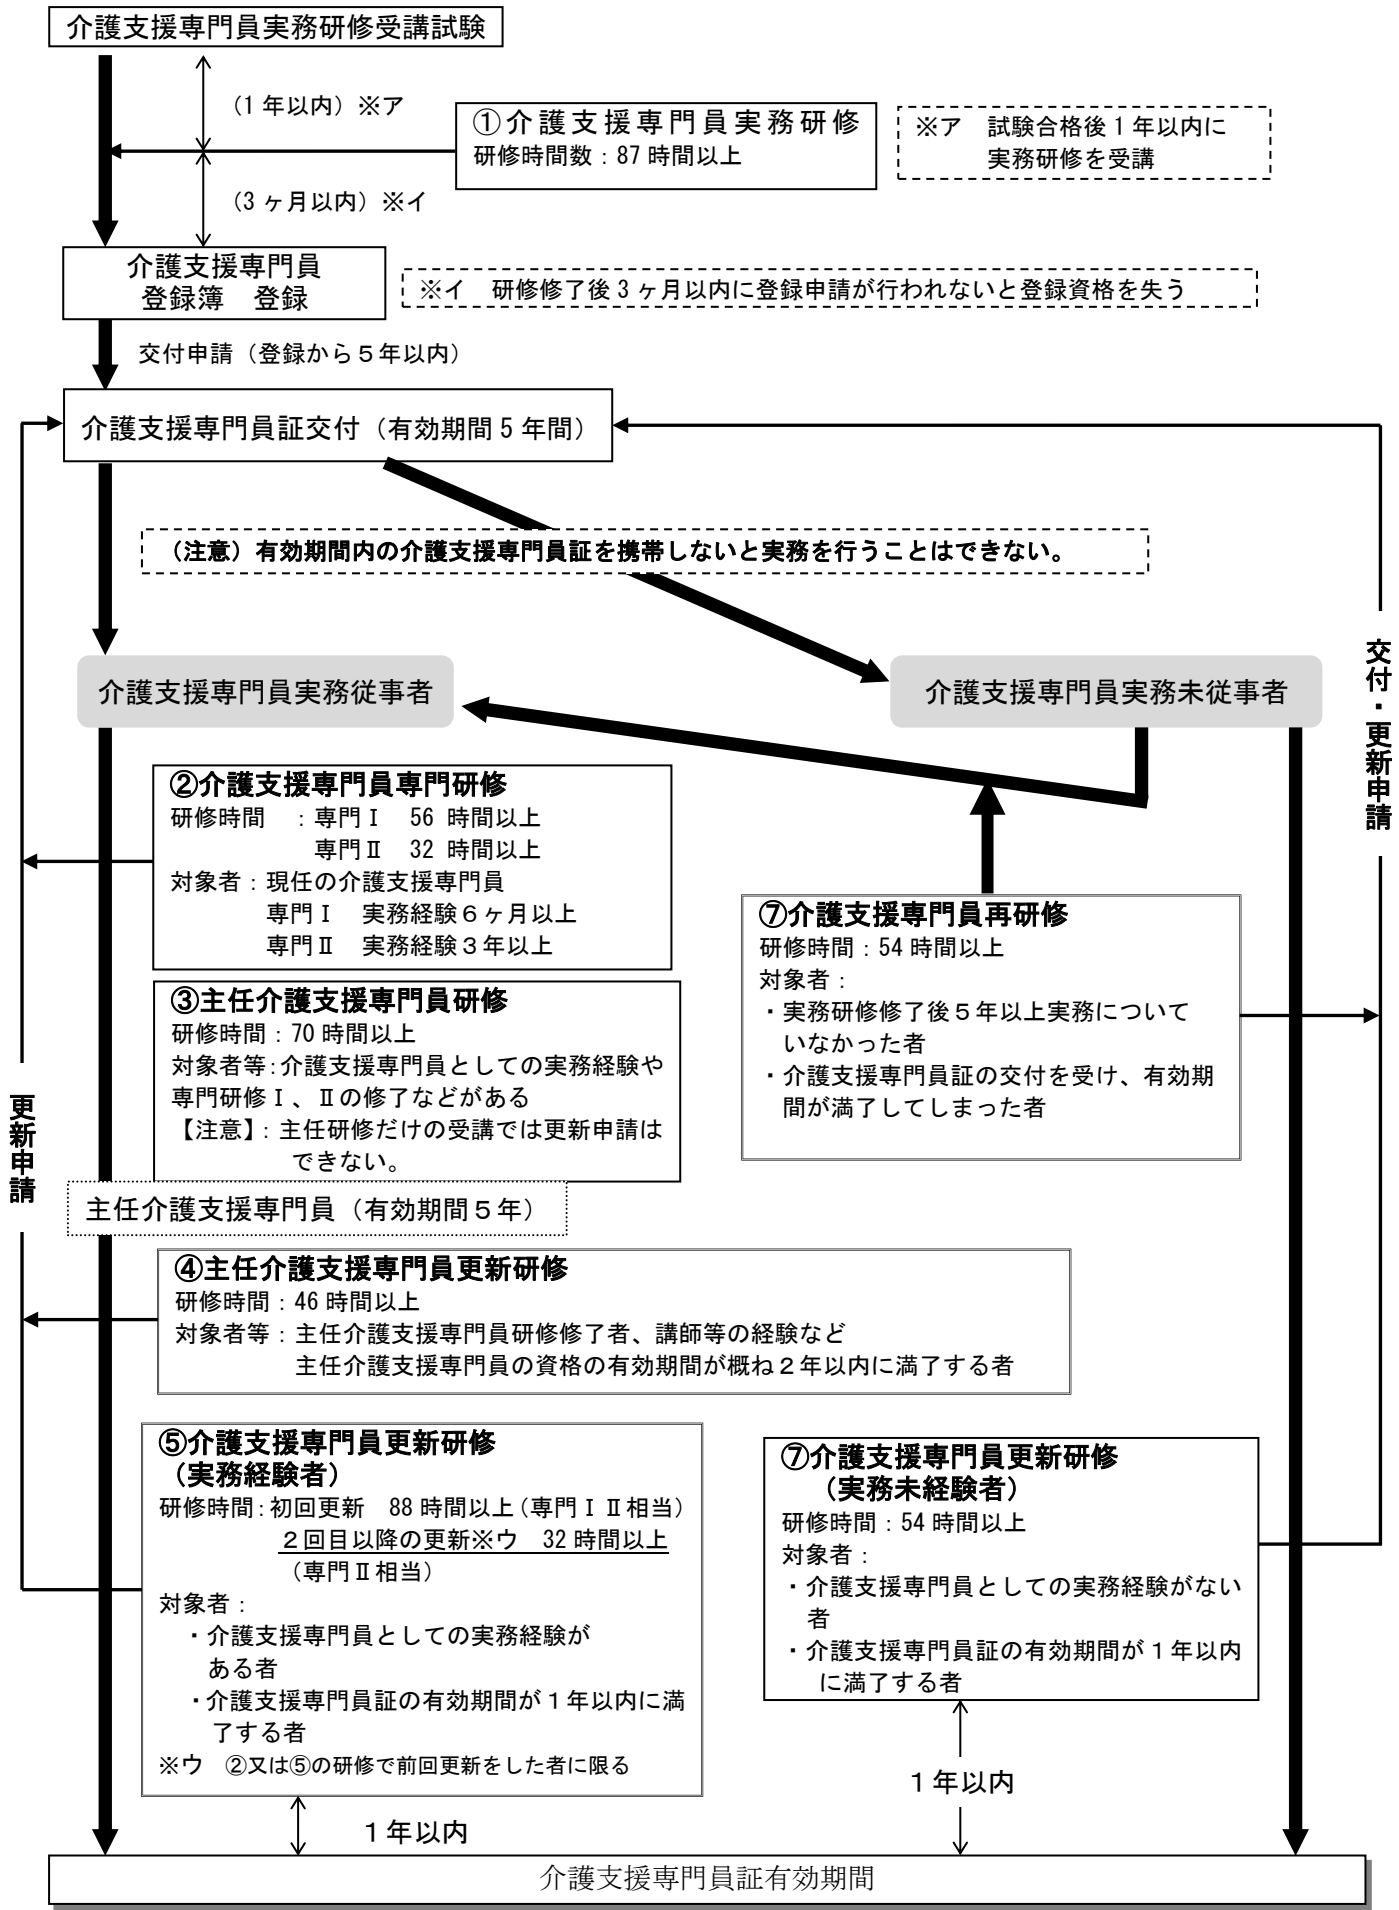 介護支援専門員実務研修受講試験
(1年以内)※ア
①介護支援専門員実務研修
研修時間数:87時間以上
※ア 試験合格後1年以内に
実務研修を受講
(3ヶ月以内)※イ
介護支援専門員
登録簿 登録
※イ 研修修了後3ヶ月以内に登録申請が行われないと登録資格を失う
交付申請(登録から5年以内)
介護支援専門員証交付(有効期間5年間)
(注意)有効期間内の介護支援専門員証を携帯しないと実務を行うことはできない。
介護支援専門員実務従事者
介護支援専門員実務未従事者
交付・更新申請
②介護支援専門員専門研修
研修時間 :専門Ⅰ 56 時間以上
専門Ⅱ 32 時間以上
対象者:現任の介護支援専門員
専門Ⅰ 実務経験6ヶ月以上
専門Ⅱ 実務経験3年以上
⑦介護支援専門員再研修
研修時間:54時間以上
対象者:
・実務研修修了後5年以上実務について
いなかった者
・介護支援専門員証の交付を受け、有効期
間が満了してしまった者
③主任介護支援専門員研修
研修時間:70時間以上
対象者等:介護支援専門員としての実務経験や
専門研修Ⅰ、Ⅱの修了などがある
【注意】:主任研修だけの受講では更新申請は
できない。
更新申請
主任介護支援専門員(有効期間5年)
④主任介護支援専門員更新研修
研修時間:46時間以上
対象者等:主任介護支援専門員研修修了者、講師等の経験など
主任介護支援専門員の資格の有効期間が概ね2年以内に満了する者
⑤介護支援専門員更新研修
(実務経験者)
研修時間:初回更新 88時間以上(専門ⅠⅡ相当)
2回目以降の更新※ウ 32時間以上
(専門Ⅱ相当)
対象者:
・介護支援専門員としての実務経験が
ある者
・介護支援専門員証の有効期間が1年以内に満
了する者
※ウ ②又は⑤の研修で前回更新をした者に限る
⑦介護支援専門員更新研修
(実務未経験者)
研修時間:54時間以上
対象者:
・介護支援専門員としての実務経験がない
者
・介護支援専門員証の有効期間が1年以内
に満了する者
1年以内
1年以内
介護支援専門員証有効期間